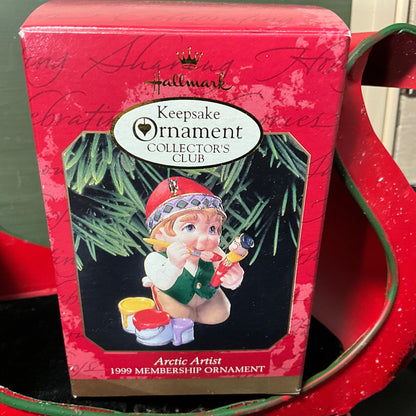 Hallmark
Keepsake
Ornament
COLLECTOR'S
CLUB
Arctic Artist
1999 MEMBERSHIP ORNAMENT